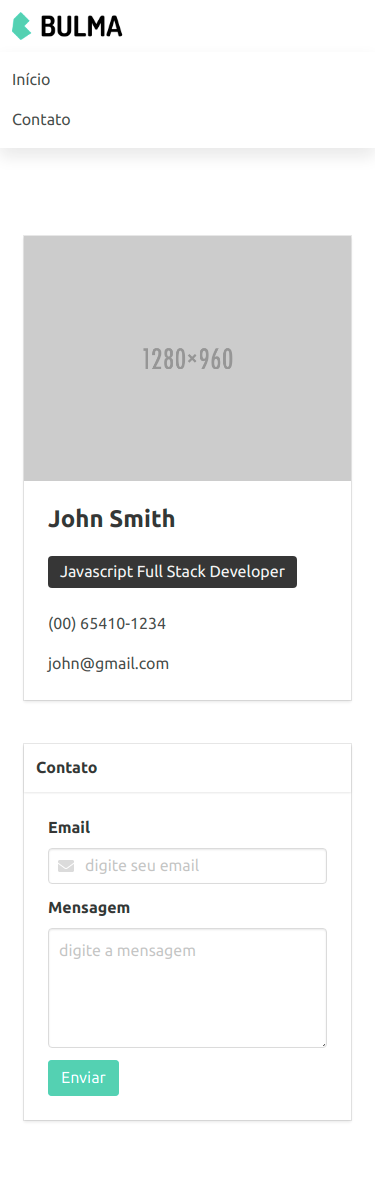 BULMA
Início
Contato
1280×960
John Smith
Javascript Full Stack Developer
(00) 65410-1234
john@gmail.com
Contato
Email
digite seu email
Mensagem
digite a mensagem
Enviar